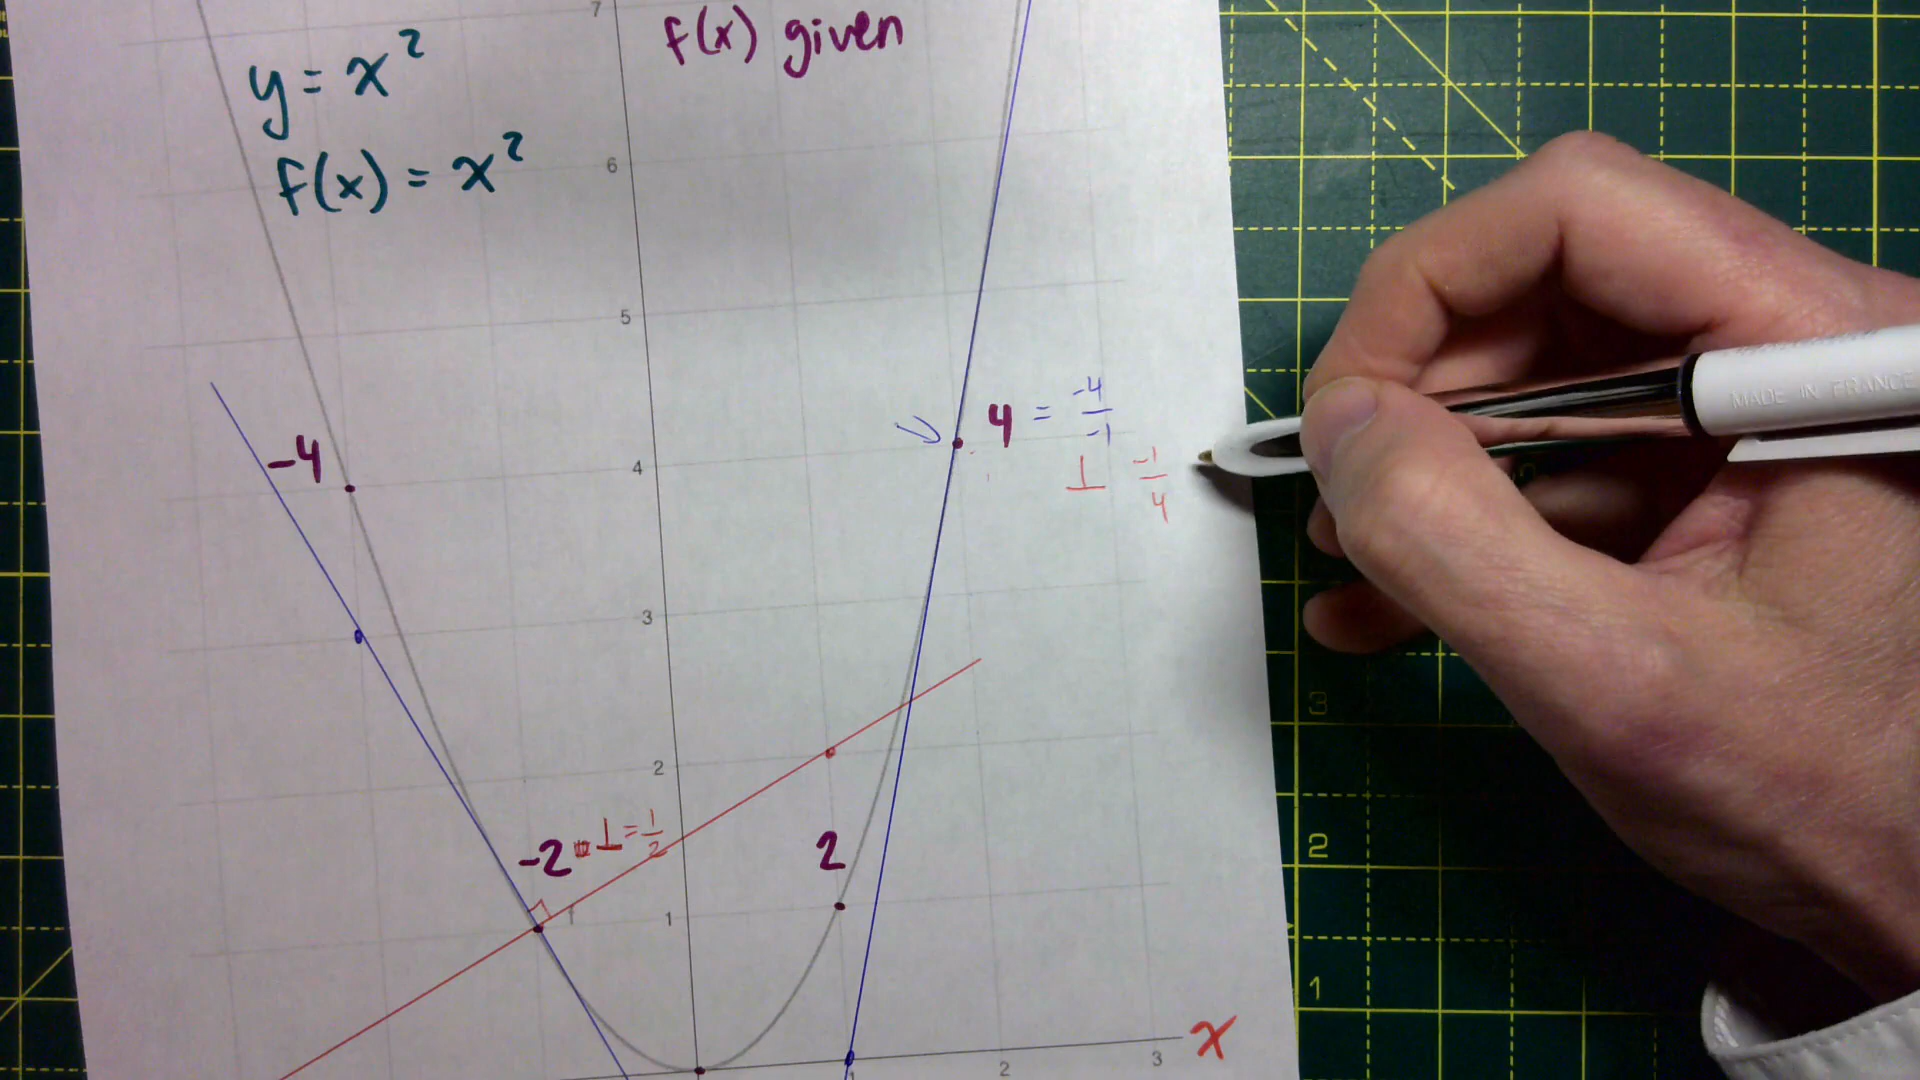 7
f(x) given
y = x²
f(x) = x²
6
5
-4
4
4 = -4/-1
⊥ -1/4
MADE IN FRANCE
3
3
2
-2 ⊥ = 1/2
2
2
1
1
x
1
2
3